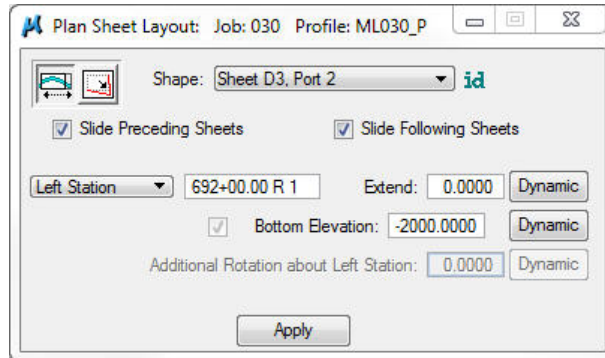 Plan Sheet Layout: Job: 030 Profile: ML030_P
Shape: Sheet D3, Port 2 id
Slide Preceding Sheets Slide Following Sheets
Left Station 692+00.00 R 1 Extend: 0.0000 Dynamic
Bottom Elevation: -2000.0000 Dynamic
Additional Rotation about Left Station: 0.0000 Dynamic
Apply